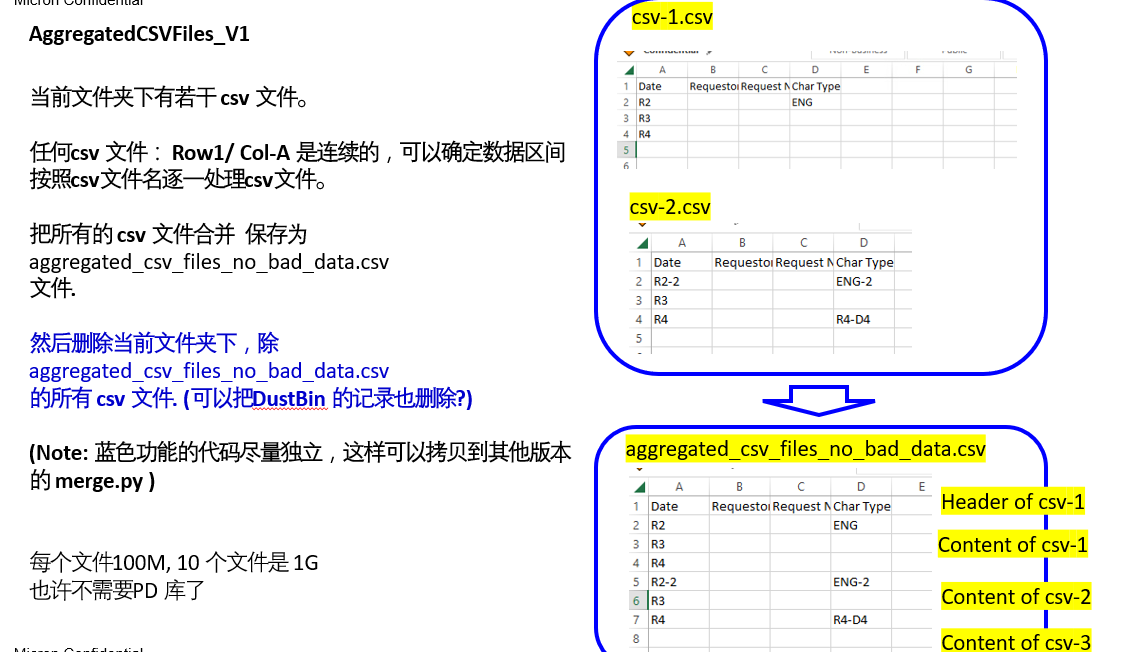 Micron Confidential
AggregatedCSVFiles_V1
当前文件夹下有若干 csv 文件。
任何csv 文件： Row1/ Col-A 是连续的，可以确定数据区间
按照csv文件名逐一处理csv文件。
把所有的 csv 文件合并 保存为
aggregated_csv_files_no_bad_data.csv
文件.
然后删除当前文件夹下，除
aggregated_csv_files_no_bad_data.csv
的所有 csv 文件. (可以把DustBin 的记录也删除?)
(Note: 蓝色功能的代码尽量独立，这样可以拷贝到其他版本
的 merge.py )
每个文件100M, 10 个文件是 1G
也许不需要PD 库了
Micron Confidential
csv-1.csv
Confidential
Non-Business
Public
A B C D E F G
1 Date Requestor Request N Char Type
2 R2 ENG
3 R3
4 R4
5
6
csv-2.csv
A B C D
1 Date Requestor Request N Char Type
2 R2-2 ENG-2
3 R3
4 R4 R4-D4
5
aggregated_csv_files_no_bad_data.csv
A B C D E
1 Date Requestor Request N Char Type
2 R2 ENG
3 R3
4 R4
5 R2-2 ENG-2
6 R3
7 R4 R4-D4
8
Header of csv-1
Content of csv-1
Content of csv-2
Content of csv-3